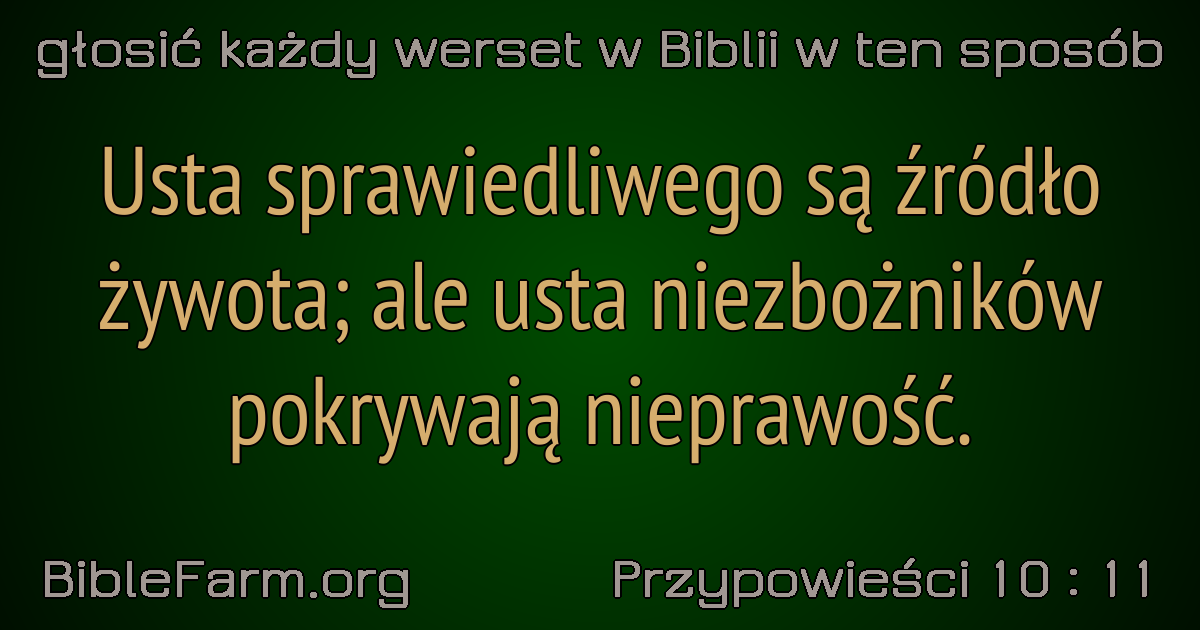 głosić każdy werset w Biblii w ten sposób
Usta sprawiedliwego są źródło
żywota; ale usta niezbożników
pokrywają nieprawość.
BibleFarm.org
Przypowieści 10 : 11